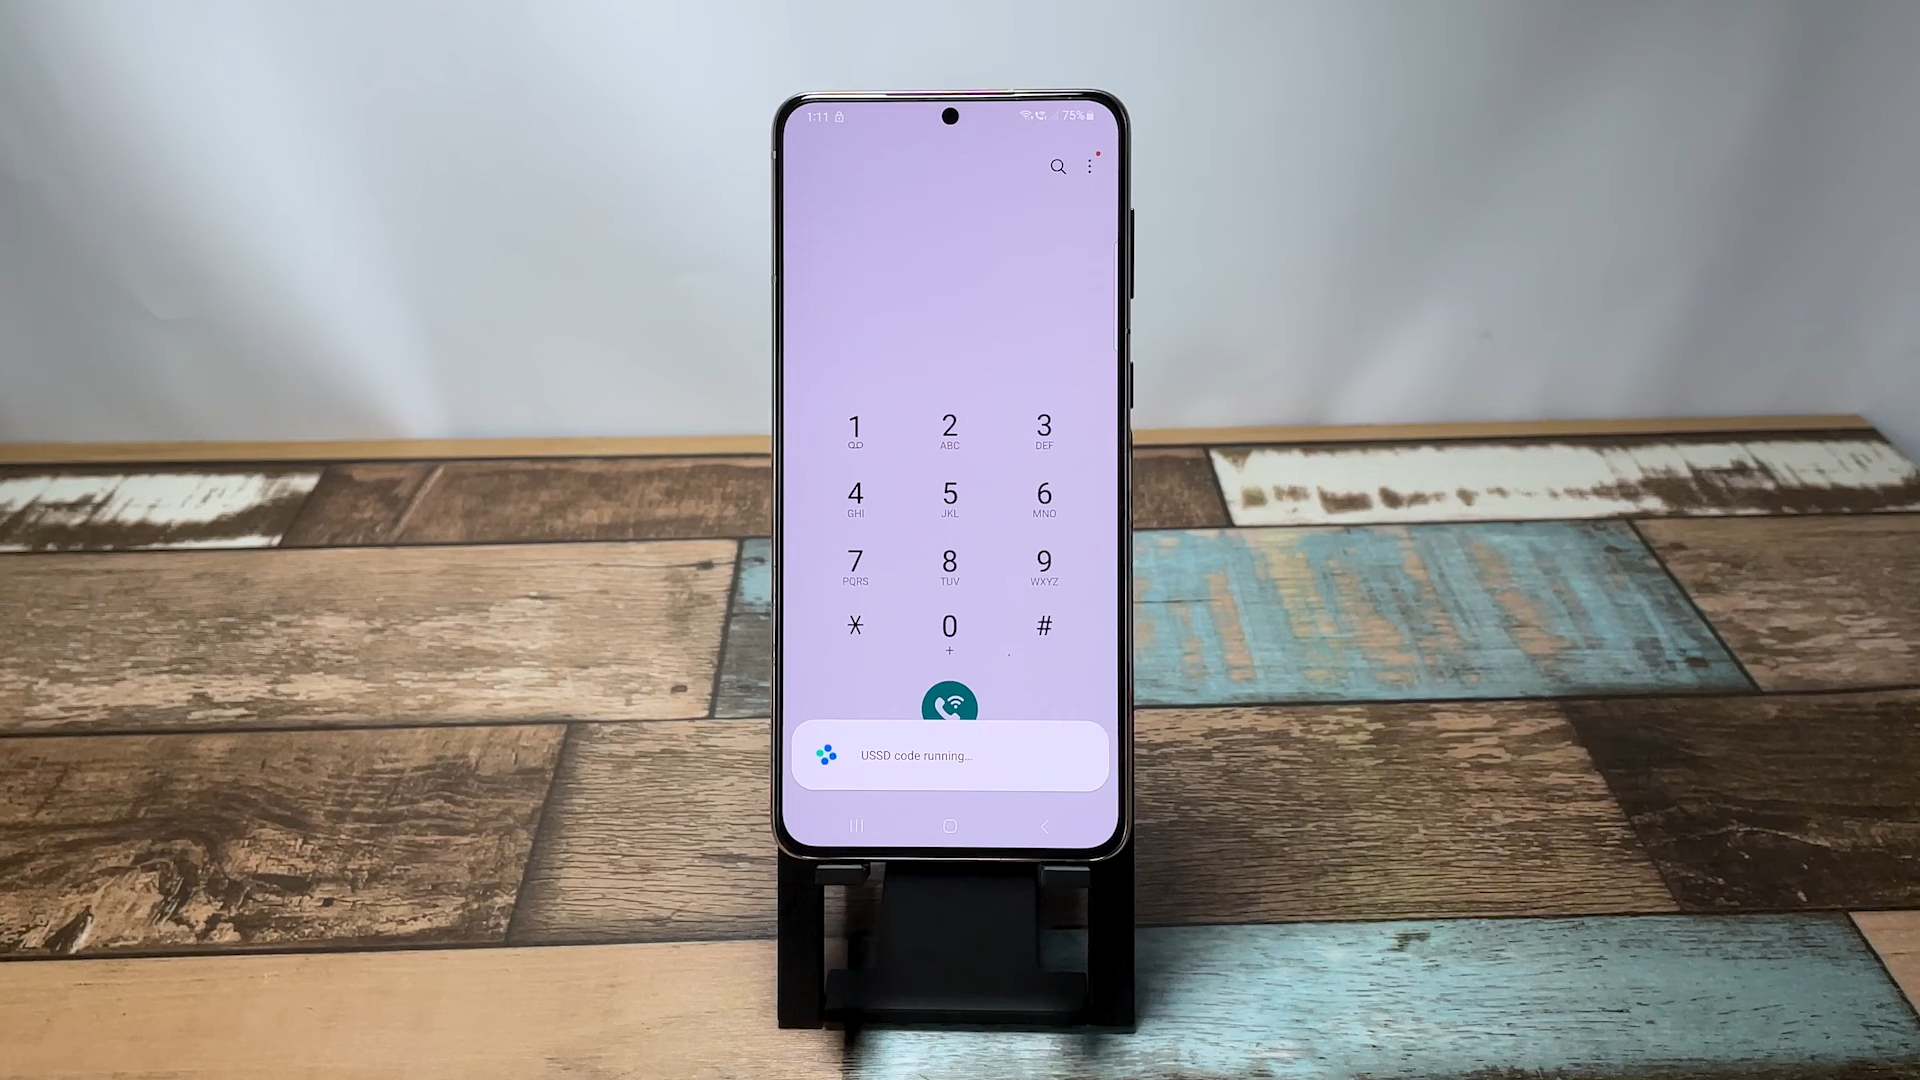 1:11 75%
1 2 3
ABC DEF
4 5 6
GHI JKL MNO
7 8 9
PQRS TUV WXYZ
* 0 #
+
USSD code running...